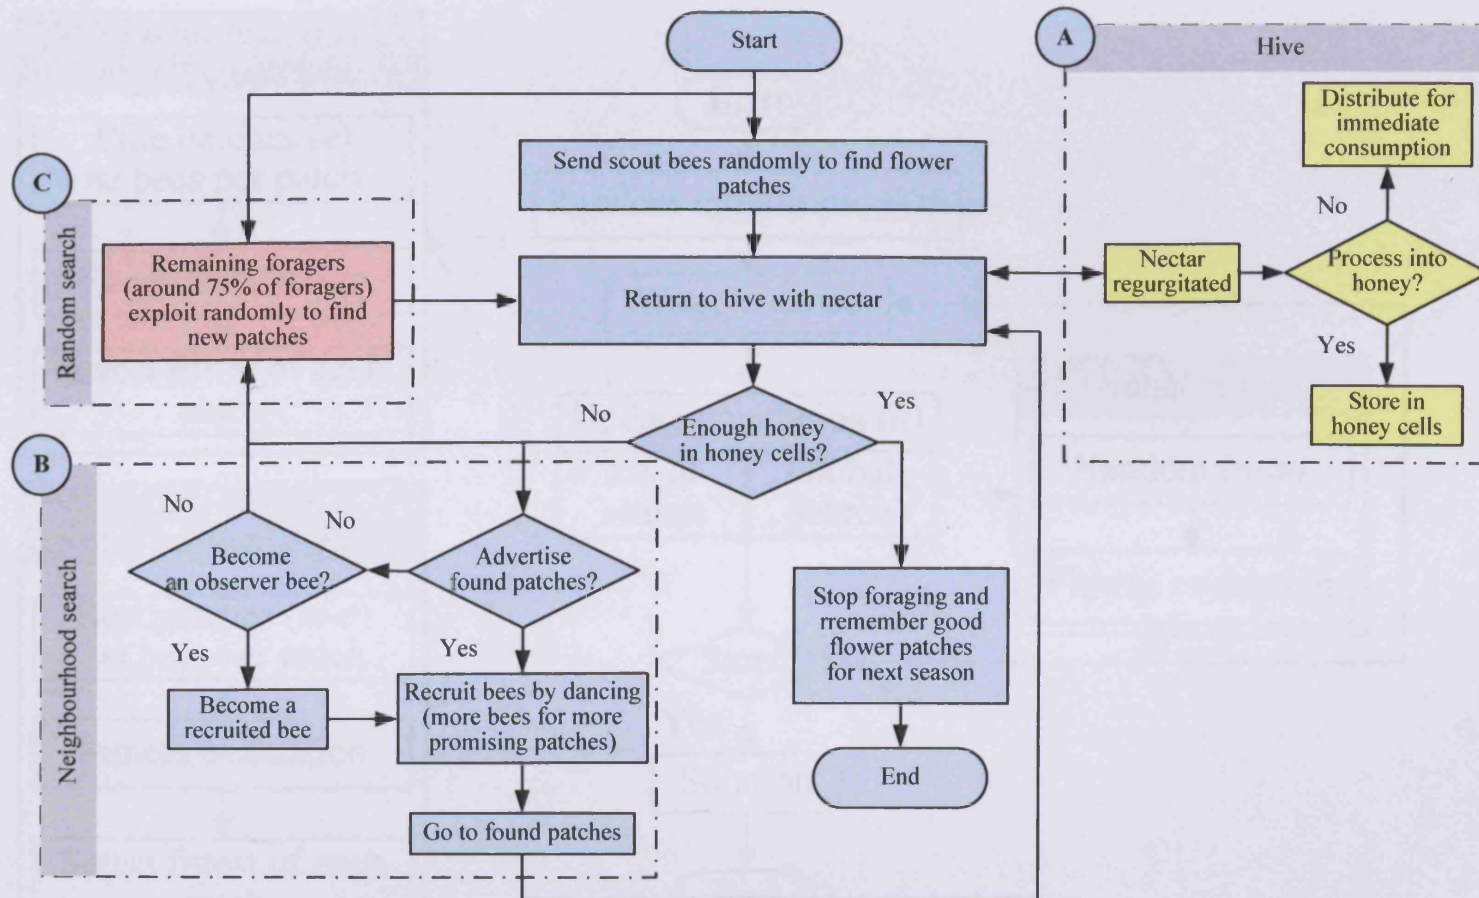 Start
A
Hive
Distribute for
immediate
consumption
Send scout bees randomly to find flower
patches
C
Random search
No
Remaining foragers
(around 75% of foragers)
exploit randomly to find
new patches
Return to hive with nectar
Nectar
regurgitated
Process into
honey?
Yes
Store in
honey cells
No
Enough honey
in honey cells?
Yes
B
Neighbourhood search
No
No
Become
an observer bee?
Advertise
found patches?
Stop foraging and
rremember good
flower patches
for next season
Yes
Yes
Become a
recruited bee
Recruit bees by dancing
(more bees for more
promising patches)
End
Go to found patches